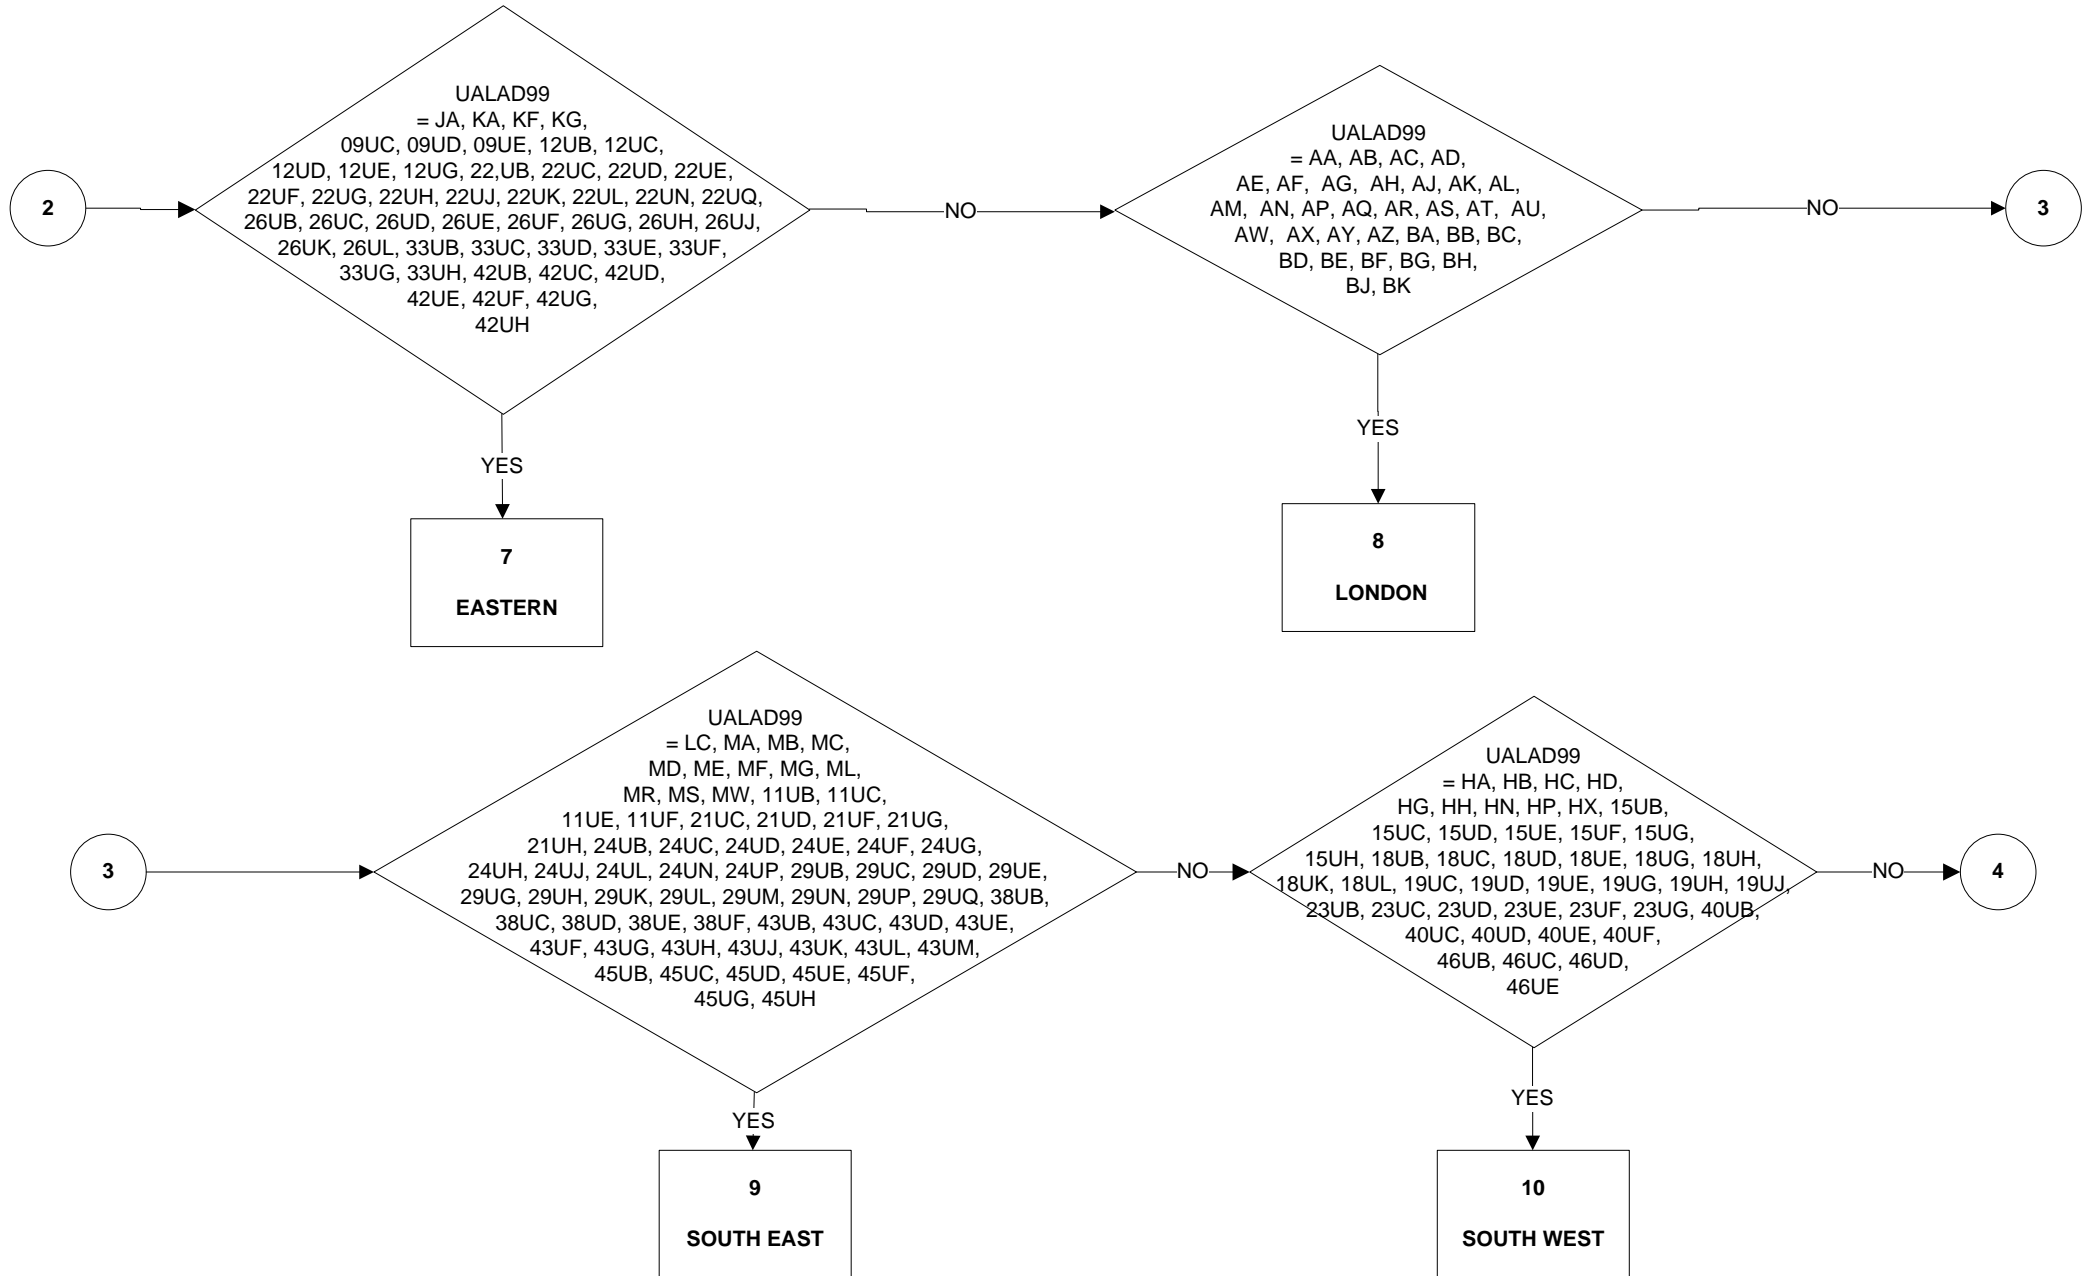 2
UALAD99
= JA, KA, KF, KG,
09UC, 09UD, 09UE, 12UB, 12UC,
12UD, 12UE, 12UG, 22,UB, 22UC, 22UD, 22UE,
22UF, 22UG, 22UH, 22UJ, 22UK, 22UL, 22UN, 22UQ,
26UB, 26UC, 26UD, 26UE, 26UF, 26UG, 26UH, 26UJ,
26UK, 26UL, 33UB, 33UC, 33UD, 33UE, 33UF,
33UG, 33UH, 42UB, 42UC, 42UD,
42UE, 42UF, 42UG,
42UH
NO
UALAD99
= AA, AB, AC, AD,
AE, AF, AG, AH, AJ, AK, AL,
AM, AN, AP, AQ, AR, AS, AT, AU,
AW, AX, AY, AZ, BA, BB, BC,
BD, BE, BF, BG, BH,
BJ, BK
NO
3
YES
YES
7
EASTERN
8
LONDON
3
UALAD99
= LC, MA, MB, MC,
MD, ME, MF, MG, ML,
MR, MS, MW, 11UB, 11UC,
11UE, 11UF, 21UC, 21UD, 21UF, 21UG,
21UH, 24UB, 24UC, 24UD, 24UE, 24UF, 24UG,
24UH, 24UJ, 24UL, 24UN, 24UP, 29UB, 29UC, 29UD, 29UE,
29UG, 29UH, 29UK, 29UL, 29UM, 29UN, 29UP, 29UQ, 38UB,
38UC, 38UD, 38UE, 38UF, 43UB, 43UC, 43UD, 43UE,
43UF, 43UG, 43UH, 43UJ, 43UK, 43UL, 43UM,
45UB, 45UC, 45UD, 45UE, 45UF,
45UG, 45UH
NO
UALAD99
= HA, HB, HC, HD,
HG, HH, HN, HP, HX, 15UB,
15UC, 15UD, 15UE, 15UF, 15UG,
15UH, 18UB, 18UC, 18UD, 18UE, 18UG, 18UH,
18UK, 18UL, 19UC, 19UD, 19UE, 19UG, 19UH, 19UJ,
23UB, 23UC, 23UD, 23UE, 23UF, 23UG, 40UB,
40UC, 40UD, 40UE, 40UF,
46UB, 46UC, 46UD,
46UE
NO
4
YES
YES
9
SOUTH EAST
10
SOUTH WEST